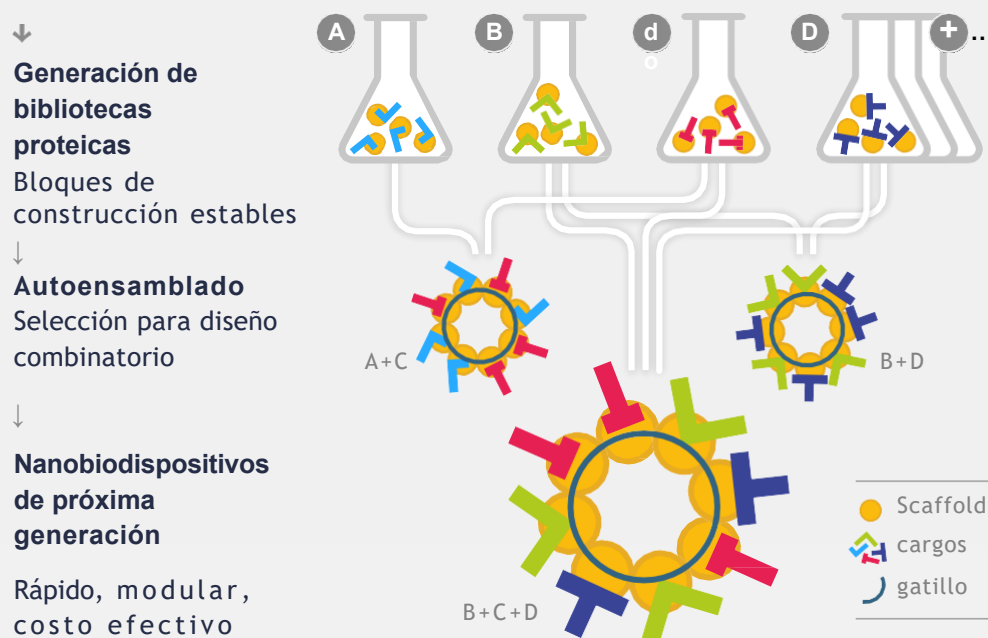 ↓
Generación de
bibliotecas
proteicas
Bloques de
construcción estables
↓
Autoensamblado
Selección para diseño
combinatorio
↓
Nanobiodispositivos
de próxima
generación
Rápido, modular,
costo efectivo
A
B
d
o
D
+ ...
A+C
B+D
B+C+D
Scaffold
cargos
gatillo